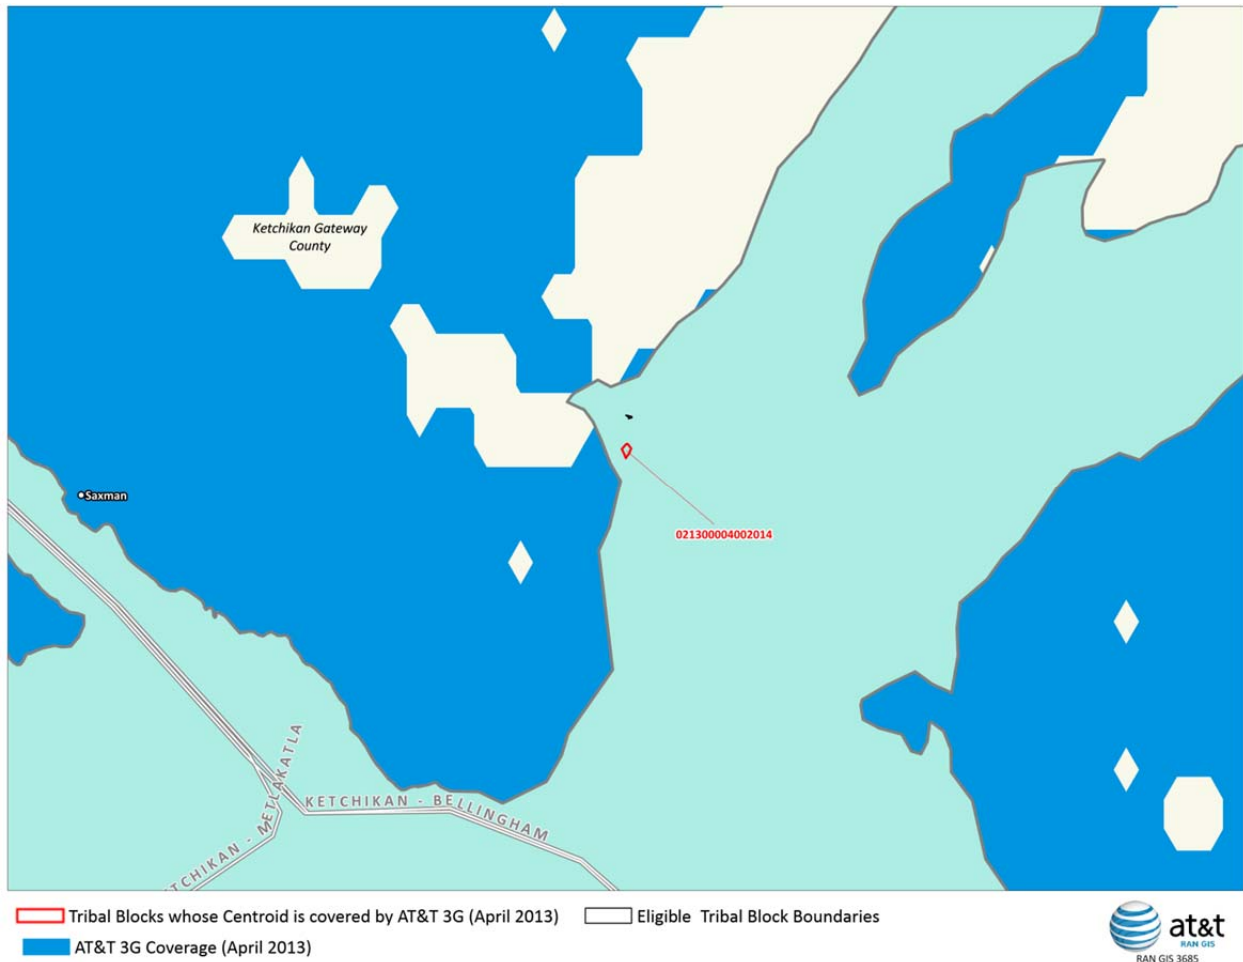 Ketchikan Gateway
County
Saxman
021300004002014
KETCHIKAN - BELLINGHAM
TCHIKAN - METLAKATLA
Tribal Blocks whose Centroid is covered by AT&T 3G (April 2013)
Eligible Tribal Block Boundaries
AT&T 3G Coverage (April 2013)
at&t
RAN GIS
RAN GIS 3685